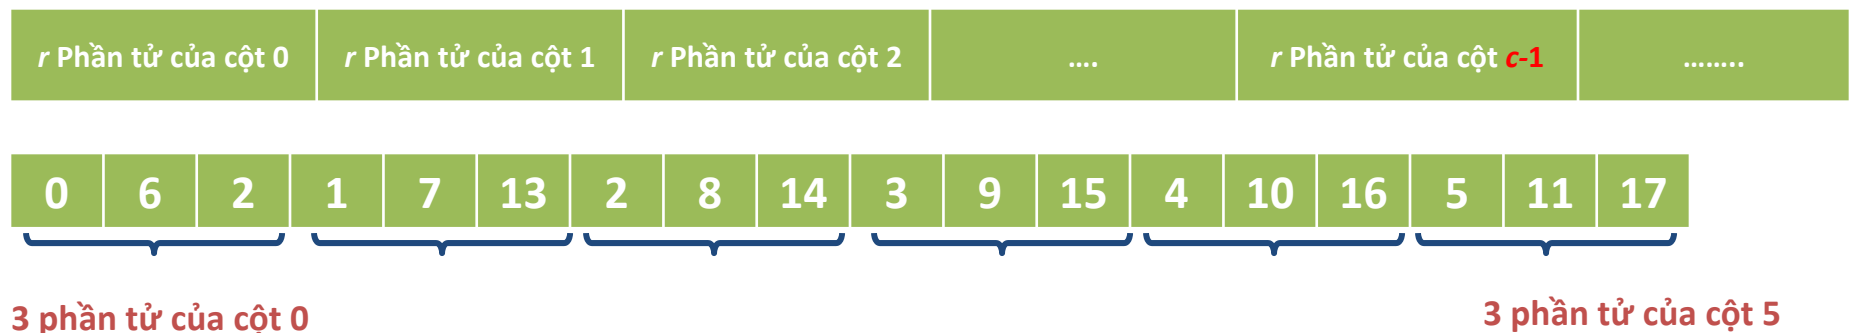 r Phần tử của cột 0 r Phần tử của cột 1 r Phần tử của cột 2 .... r Phần tử của cột c-1 ........
0 6 2 1 7 13 2 8 14 3 9 15 4 10 16 5 11 17
3 phần tử của cột 0 3 phần tử của cột 5